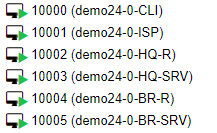 10000 (demo24-0-CLI)
10001 (demo24-0-ISP)
10002 (demo24-0-HQ-R)
10003 (demo24-0-HQ-SRV)
10004 (demo24-0-BR-R)
10005 (demo24-0-BR-SRV)